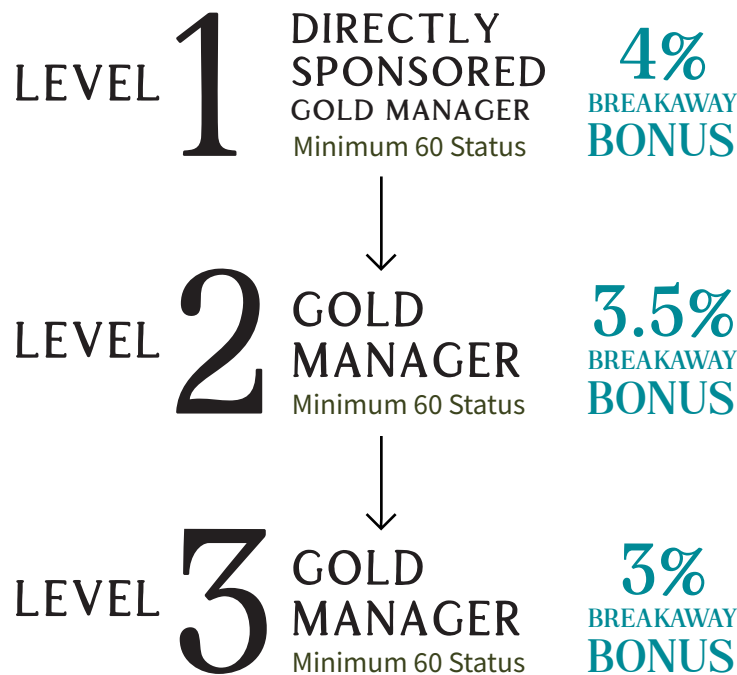 LEVEL 1
DIRECTLY
SPONSORED
GOLD MANAGER
Minimum 60 Status
4%
BREAKAWAY
BONUS
LEVEL 2
GOLD
MANAGER
Minimum 60 Status
3.5%
BREAKAWAY
BONUS
LEVEL 3
GOLD
MANAGER
Minimum 60 Status
3%
BREAKAWAY
BONUS